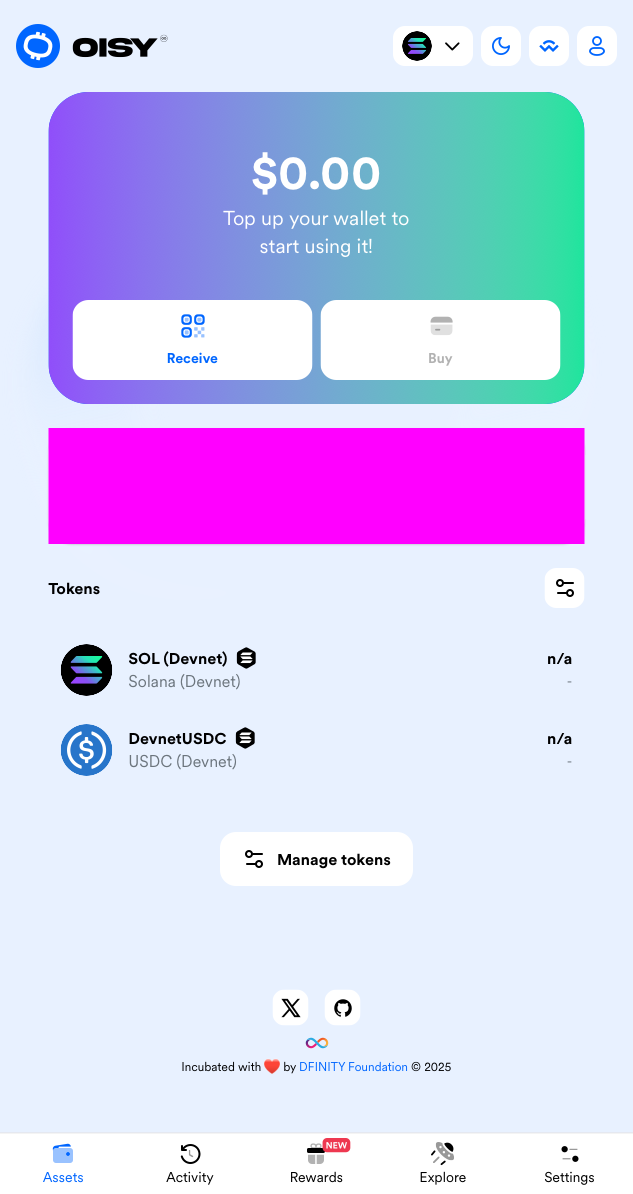 OISY
$0.00
Top up your wallet to
start using it!
Receive
Buy
Tokens
SOL (Devnet)
n/a
Solana (Devnet)
-
DevnetUSDC
n/a
USDC (Devnet)
-
Manage tokens
Incubated with ❤️ by DFINITY Foundation © 2025
NEW
Assets
Activity
Rewards
Explore
Settings